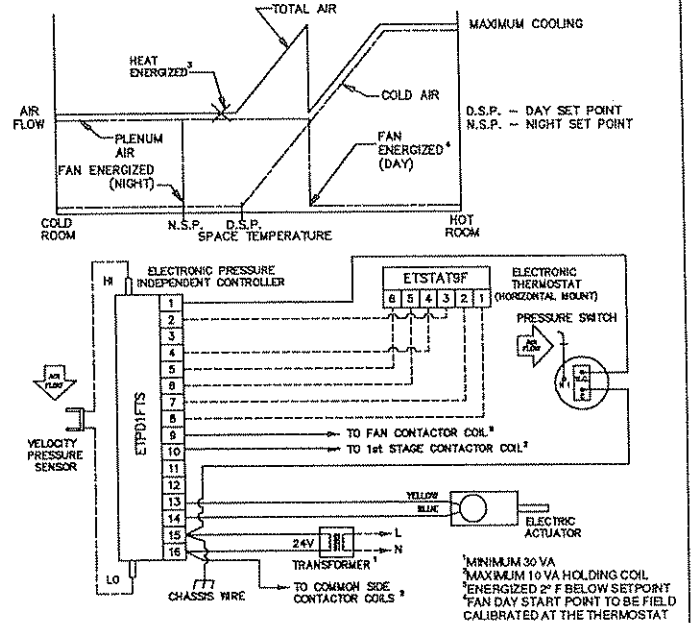 TOTAL AIR
MAXIMUM COOLING
HEAT
ENERGIZED³
COLD AIR
AIR
FLOW
D.S.P. - DAY SET POINT
N.S.P. - NIGHT SET POINT
PLENUM
AIR
FAN
ENERGIZED⁴
(DAY)
FAN ENERGIZED
(NIGHT)
COLD
ROOM
N.S.P.
D.S.P.
SPACE TEMPERATURE
HOT
ROOM
HI
ELECTRONIC PRESSURE
INDEPENDENT CONTROLLER
ETSTAT9F
6 5 4 3 2 1
ELECTRONIC
THERMOSTAT
(HORIZONTAL MOUNT)
PRESSURE SWITCH
AIR
FLOW
N.O.
AIR
FLOW
VELOCITY
PRESSURE
SENSOR
ETPD1FTS
1
2
3
4
5
6
7
8
9
10
11
12
13
14
15
16
TO FAN CONTACTOR COIL²
TO 1st STAGE CONTACTOR COIL²
YELLOW
BLUE
ELECTRIC
ACTUATOR
24V
L
N
TRANSFORMER¹
LO
CHASSIS WIRE
TO COMMON SIDE
CONTACTOR COILS²
¹MINIMUM 30 VA
²MAXIMUM 10 VA HOLDING COIL
³ENERGIZED 2° F BELOW SETPOINT
⁴FAN DAY START POINT TO BE FIELD
CALIBRATED AT THE THERMOSTAT